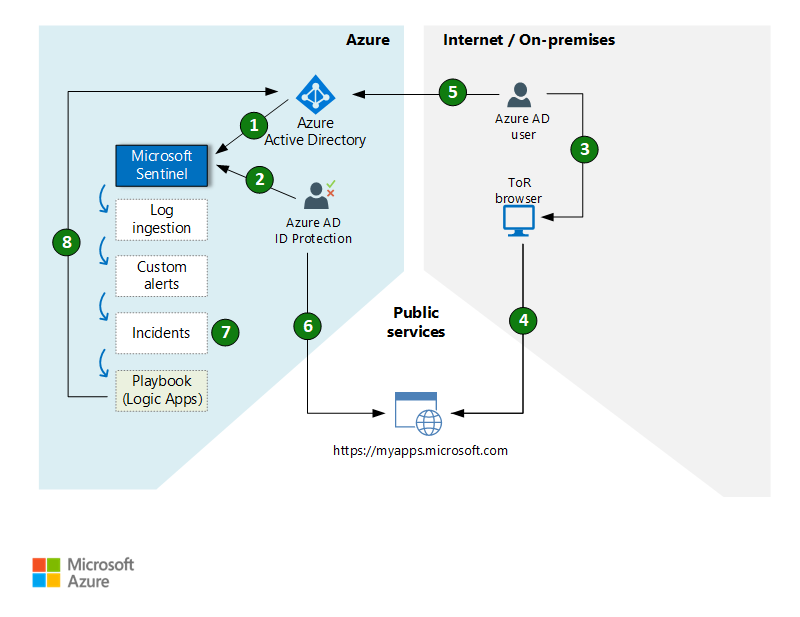 Azure
Internet / On-premises
Azure
Active Directory
1
5
Azure AD
user
3
Microsoft
Sentinel
2
ToR
browser
Log
ingestion
Azure AD
ID Protection
8
Custom
alerts
Incidents
7
6
Public
services
4
Playbook
(Logic Apps)
https://myapps.microsoft.com
Microsoft
Azure